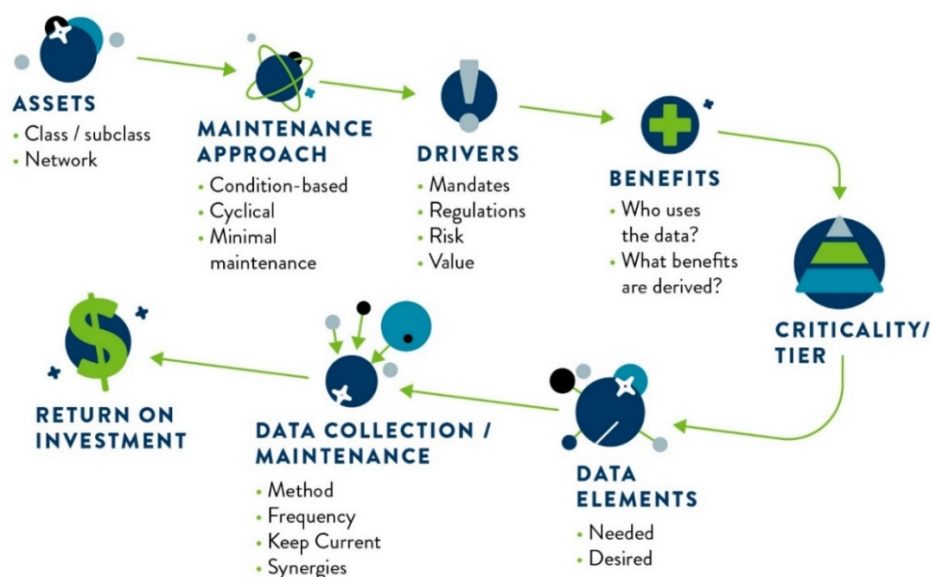 ASSETS
• Class / subclass
• Network
MAINTENANCE
APPROACH
• Condition-based
• Cyclical
• Minimal
maintenance
DRIVERS
• Mandates
• Regulations
• Risk
• Value
BENEFITS
• Who uses
the data?
• What benefits
are derived?
CRITICALITY/
TIER
DATA
ELEMENTS
• Needed
• Desired
DATA COLLECTION /
MAINTENANCE
• Method
• Frequency
• Keep Current
• Synergies
$
RETURN ON
INVESTMENT